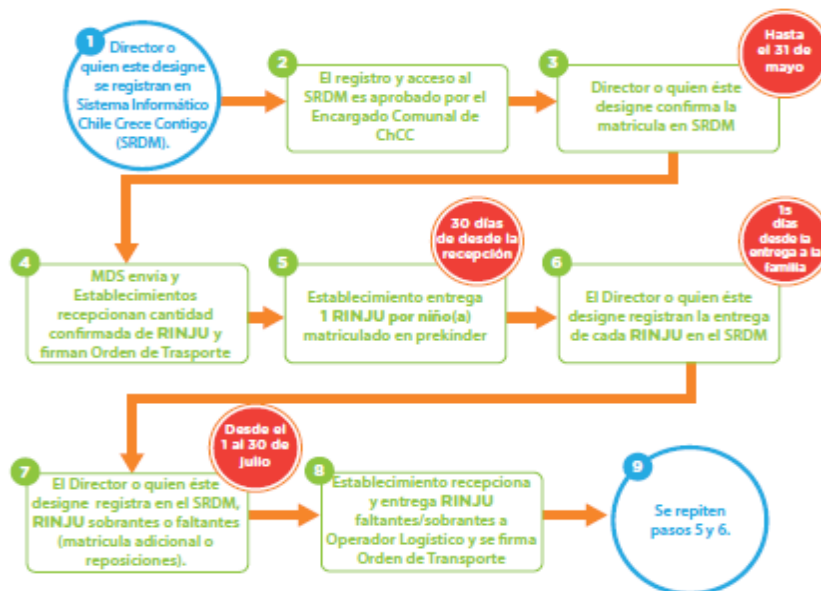 1
Director o
quien este designe
se registran en
Sistema Informático
Chile Crece Contigo
(SRDM).
2
El registro y acceso al
SRDM es aprobado por el
Encargado Comunal de
ChCC
Hasta
el 31 de
mayo
3
Director o quien éste
designe confirma la
matricula en SRDM
4
MDS envia y
Establecimientos
recepcionan cantidad
confirmada de RINJU y
firman Orden de Trasporte
30 días
de desde la
recepción
5
Establecimiento entrega
1 RINJU por niño(a)
matriculado en prekinder
15
días
desde la
entrega a la
familia
6
El Director o quien éste
designe registran la entrega
de cada RINJU en el SRDM
Desde el
1 al 30 de
julio
7
El Director o quien éste
designe registra en el SRDM,
RINJU sobrantes o faltantes
(matricula adicional o
reposiciones).
8
Establecimiento recepciona
y entrega RINJU
faltantes/sobrantes a
Operador Logístico y se firma
Orden de Transporte
9
Se repiten
pasos 5 y 6.